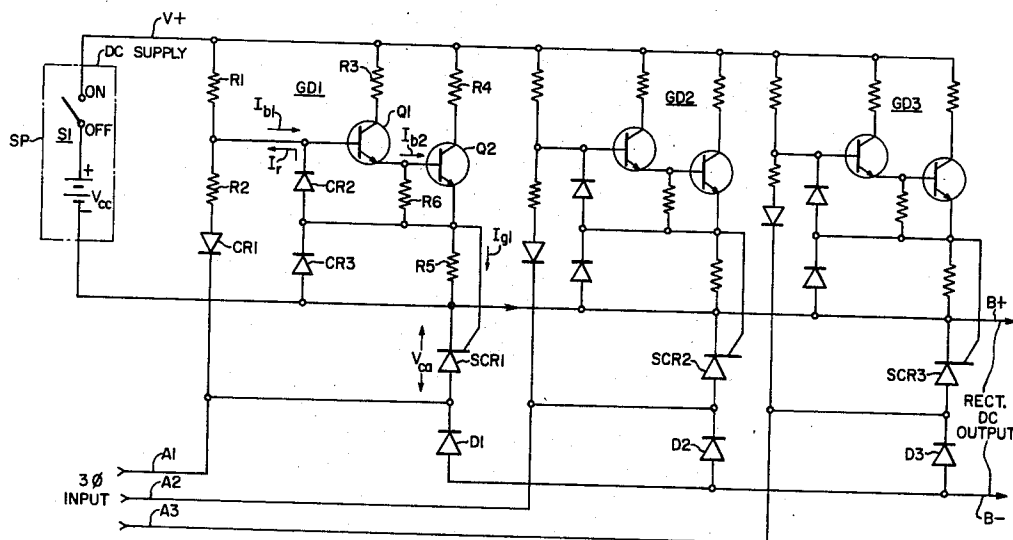 V+
DC SUPPLY
ON
S1
OFF
SP
+
Vcc
−
R1
GD1
R3
R4
Q1
Ib1
Ib2
Ir
Q2
R2
CR2
R6
CR1
CR3
R5
Ig1
Vca
SCR1
D1
GD2
SCR2
D2
GD3
SCR3
D3
B+
RECT.
DC
OUTPUT
B-
3Ø
INPUT
A1
A2
A3